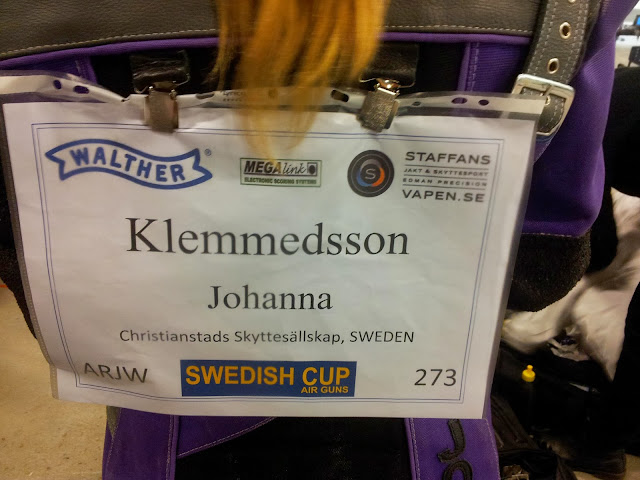 WALTHER®
MEGAlink
ELECTRONIC SCORING SYSTEMS
S
STAFFANS
JAKT & SKYTTESPORT
ROMAN PRECISION
VAPEN.SE
Klemmedsson
Johanna
Christianstads Skyttesällskap, SWEDEN
ARJW
SWEDISH CUP
AIR GUNS
273